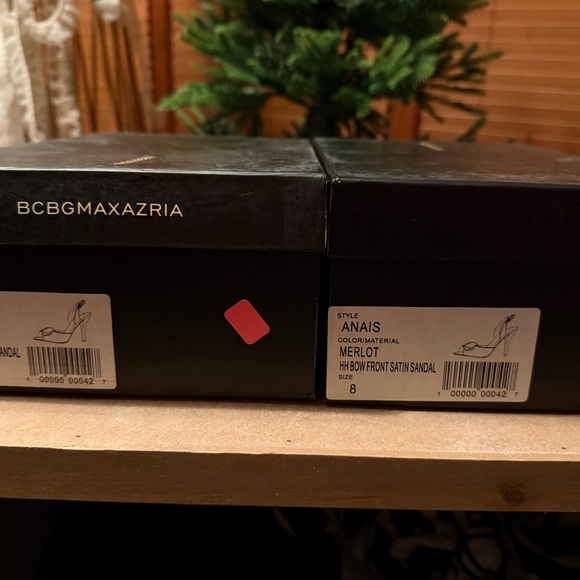 BCBGMAXAZRIA
ANDAL
1 00000 00042 7
STYLE
ANAIS
COLOR/MATERIAL
MERLOT
HH BOW FRONT SATIN SANDAL
SIZE
8
1 00000 00042 7